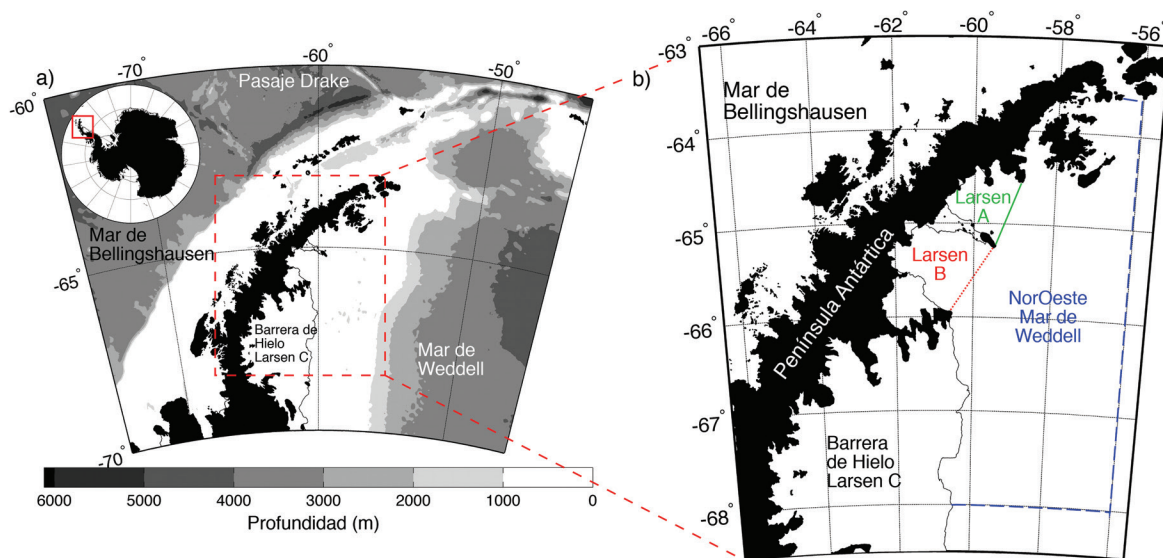 a)
-60°
-70°
-60°
-50°
Pasaje Drake
Mar de
Bellingshausen
-65°
Barrera de
Hielo
Larsen C
Mar de
Weddell
-70°
6000 5000 4000 3000 2000 1000 0
Profundidad (m)
b)
-66° -64° -62° -60° -58° -56°
-63°
Mar de
Bellingshausen
-64°
Larsen
A
-65°
Larsen
B
Península Antártica
NorOeste
Mar de
Weddell
-66°
-67°
Barrera
de Hielo
Larsen C
-68°